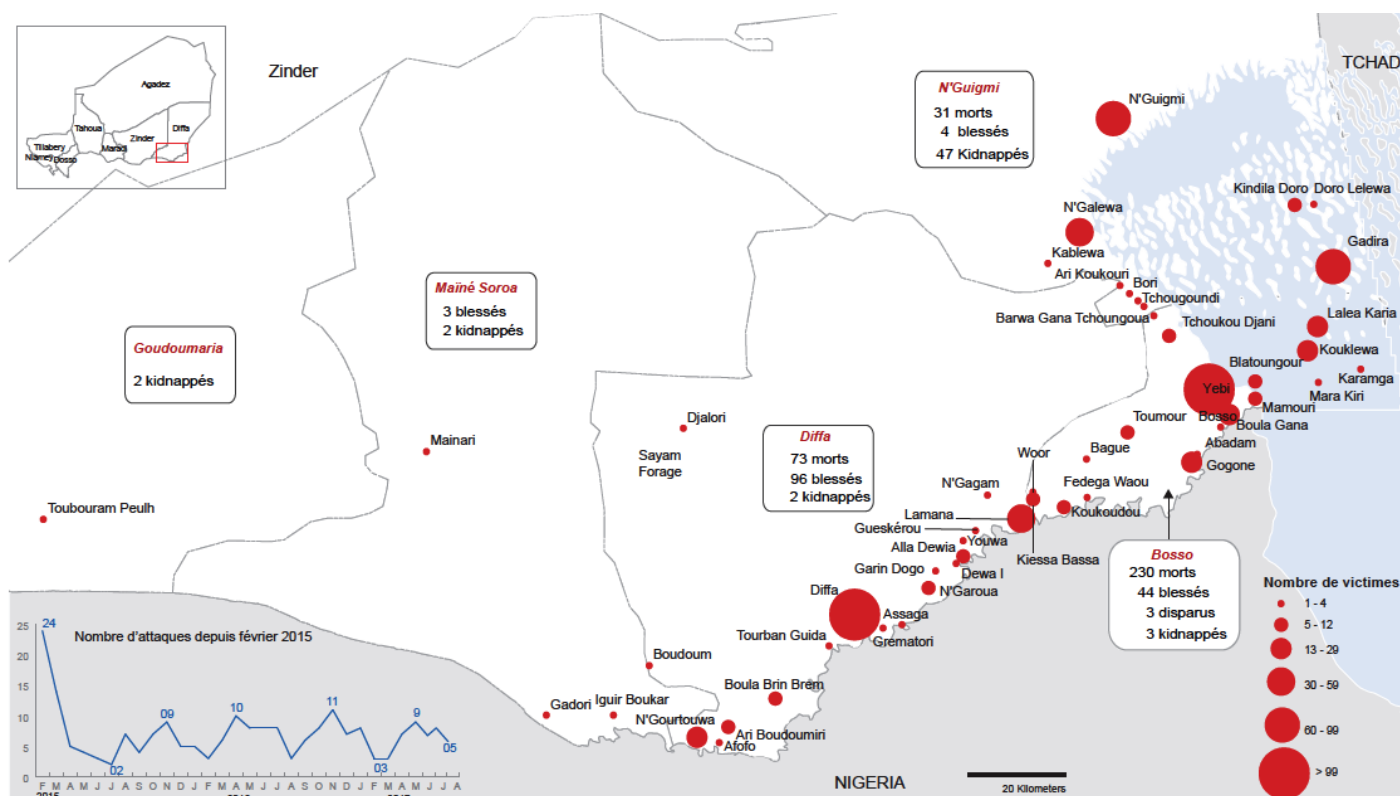 Zinder
Agadez
Tahoua
Zinder
Diffa
Tillabery
Maradi
Niamey
Dosso
TCHAD
N'Guigmi
31 morts
4 blessés
47 Kidnappés
N'Guigmi
Kindila Doro
Doro Lelewa
N'Galewa
Gadira
Kablewa
Ari Koukouri
Bori
Tchougoundi
Barwa Gana
Tchoungoua
Tchoukou Djani
Lalea Karia
Kouklewa
Blatoungour
Karamga
Mara Kiri
Yebi
Mamouri
Bosso
Boula Gana
Toumour
Abadam
Gogone
Bague
Woor
Fedega Waou
N'Gagam
Koukoudou
Lamana
Gueskérou
Youwa
Alla Dewia
Kiessa Bassa
Garin Dogo
Dewa I
N'Garoua
Diffa
Assaga
Grematori
Tourban Guida
Boudoum
Boula Brin Brem
Gadori
Iguir Boukar
N'Gourtouwa
Ari Boudoumiri
Afofo
Maïné Soroa
3 blessés
2 kidnappés
Goudoumaria
2 kidnappés
Djalori
Sayam
Forage
Mainari
Toubouram Peulh
Diffa
73 morts
96 blessés
2 kidnappés
Bosso
230 morts
44 blessés
3 disparus
3 kidnappés
Nombre de victimes
1 - 4
5 - 12
13 - 29
30 - 59
60 - 99
> 99
NIGERIA
20 Kilometers
Nombre d'attaques depuis février 2015
25
20
15
10
5
0
24
02
09
10
11
03
9
05
F M A M J J A S O N D J F M A M J J A S O N D J F M A M J J A